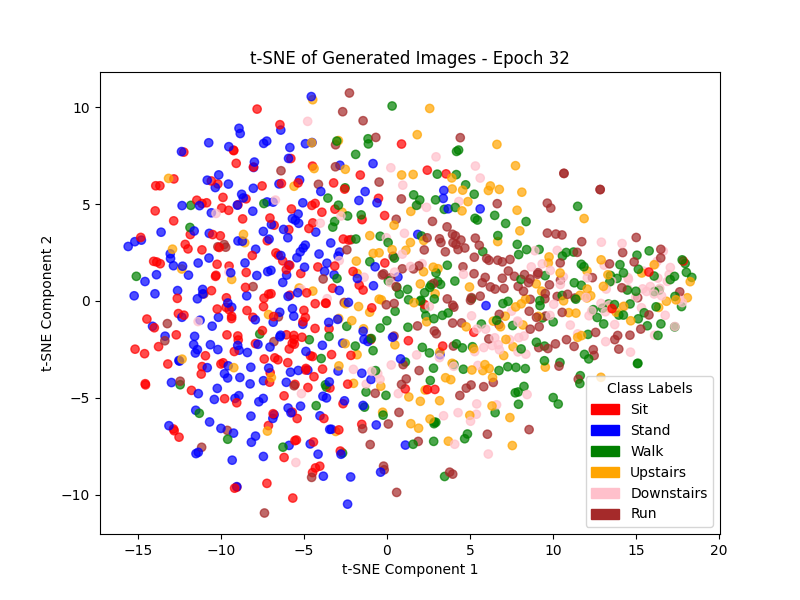 t-SNE of Generated Images - Epoch 32
t-SNE Component 2
10
5
0
−5
−10
Class Labels
Sit
Stand
Walk
Upstairs
Downstairs
Run
−15
−10
−5
0
5
10
15
20
t-SNE Component 1